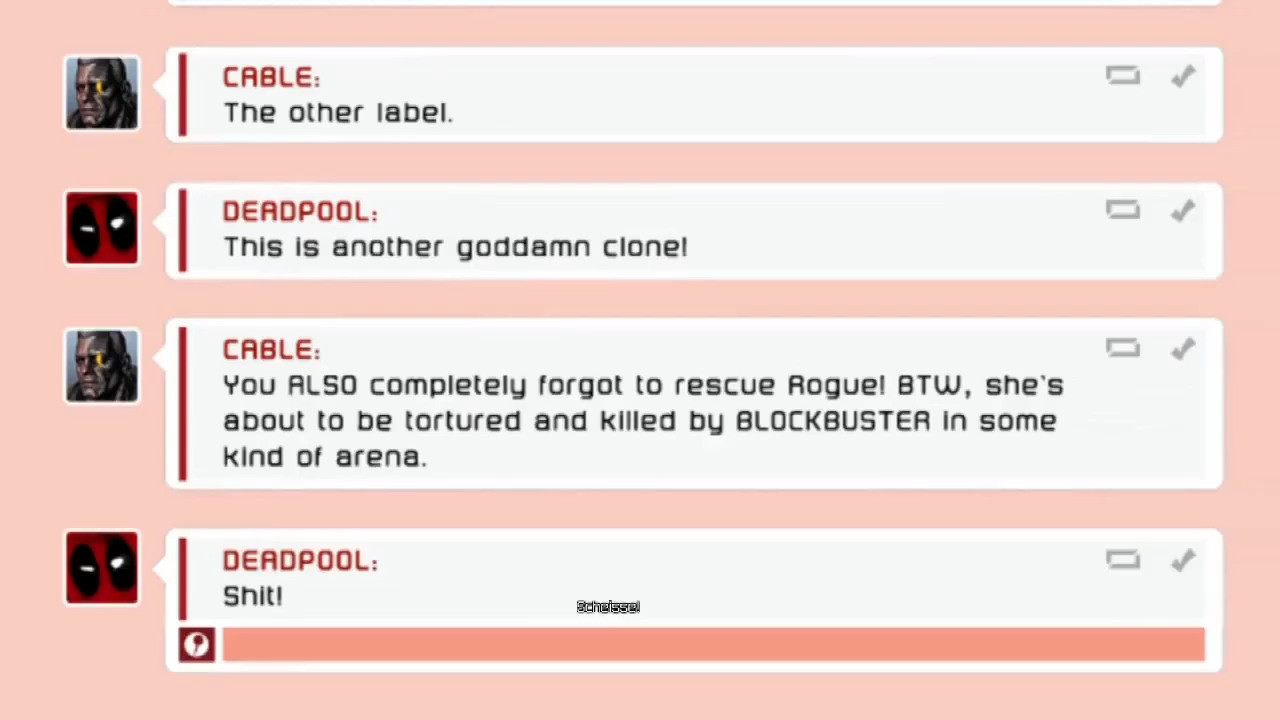 CABLE:
The other label.
DEADPOOL:
This is another goddamn clone!
CABLE:
You ALSO completely forgot to rescue Rogue! BTW, she's
about to be tortured and killed by BLOCKBUSTER in some
kind of arena.
DEADPOOL:
Shit!
Scheisse!